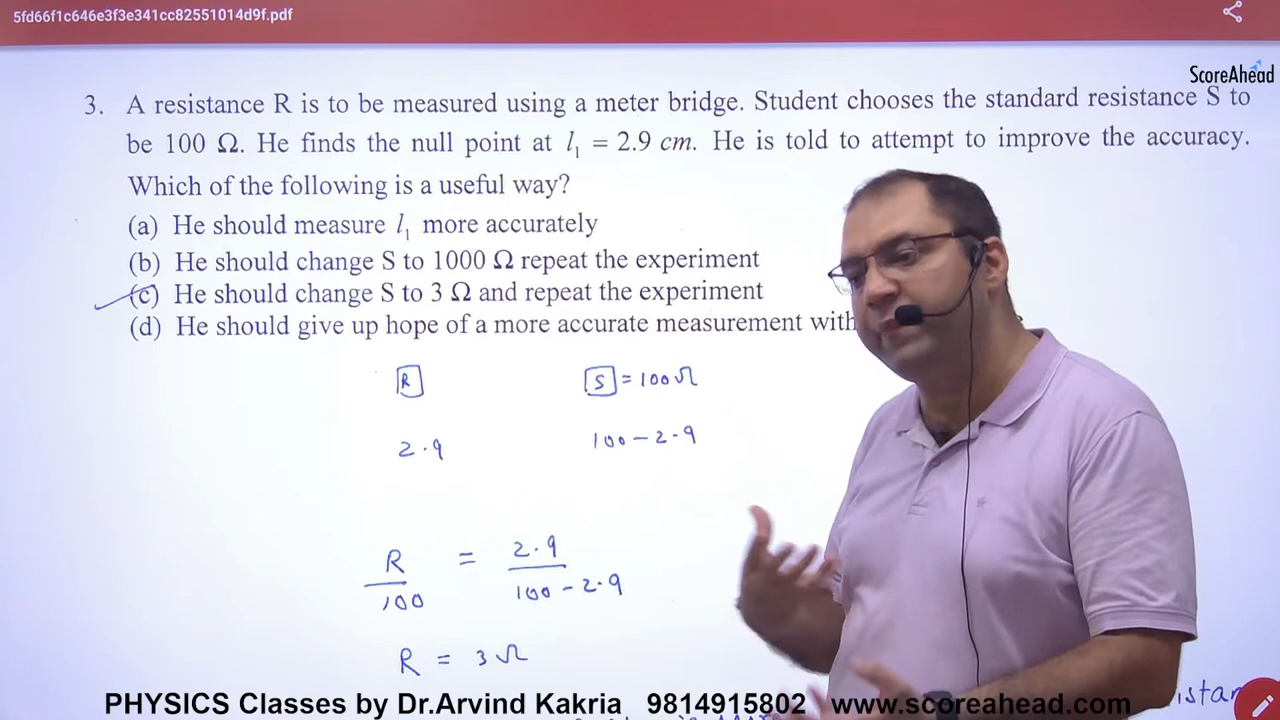 5fd66f1c646e3f3e341cc82551014d9f.pdf
ScoreAhead
3. A resistance R is to be measured using a meter bridge. Student chooses the standard resistance S to
be 100 Ω. He finds the null point at l₁ = 2.9 cm. He is told to attempt to improve the accuracy.
Which of the following is a useful way?
(a) He should measure l₁ more accurately
(b) He should change S to 1000 Ω repeat the experiment
(c) He should change S to 3 Ω and repeat the experiment
(d) He should give up hope of a more accurate measurement with
R S = 100 Ω
2.9 100 - 2.9
R = 2.9
100 100 - 2.9
R = 3 Ω
PHYSICS Classes by Dr.Arvind Kakria 9814915802 www.scoreahead.com